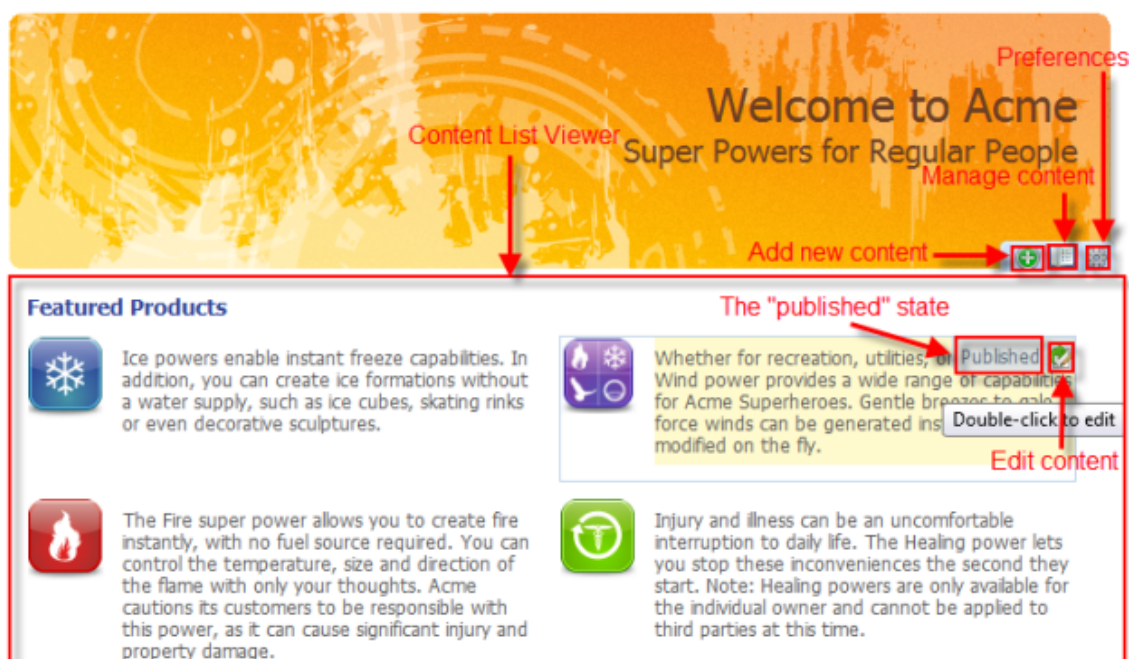 Preferences
Welcome to Acme
Content List Viewer
Super Powers for Regular People
Manage content
Add new content
Featured Products
The "published" state
Ice powers enable instant freeze capabilities. In
addition, you can create ice formations without
a water supply, such as ice cubes, skating rinks
or even decorative sculptures.
Whether for recreation, utilities, or Published
Wind power provides a wide range of capabilities
for Acme Superheroes. Gentle breezes to gale
force winds can be generated
modified on the fly.
Double-click to edit
Edit content
The Fire super power allows you to create fire
instantly, with no fuel source required. You can
control the temperature, size and direction of
the flame with only your thoughts. Acme
cautions its customers to be responsible with
this power, as it can cause significant injury and
property damage.
Injury and illness can be an uncomfortable
interruption to daily life. The Healing power lets
you stop these inconveniences the second they
start. Note: Healing powers are only available for
the individual owner and cannot be applied to
third parties at this time.